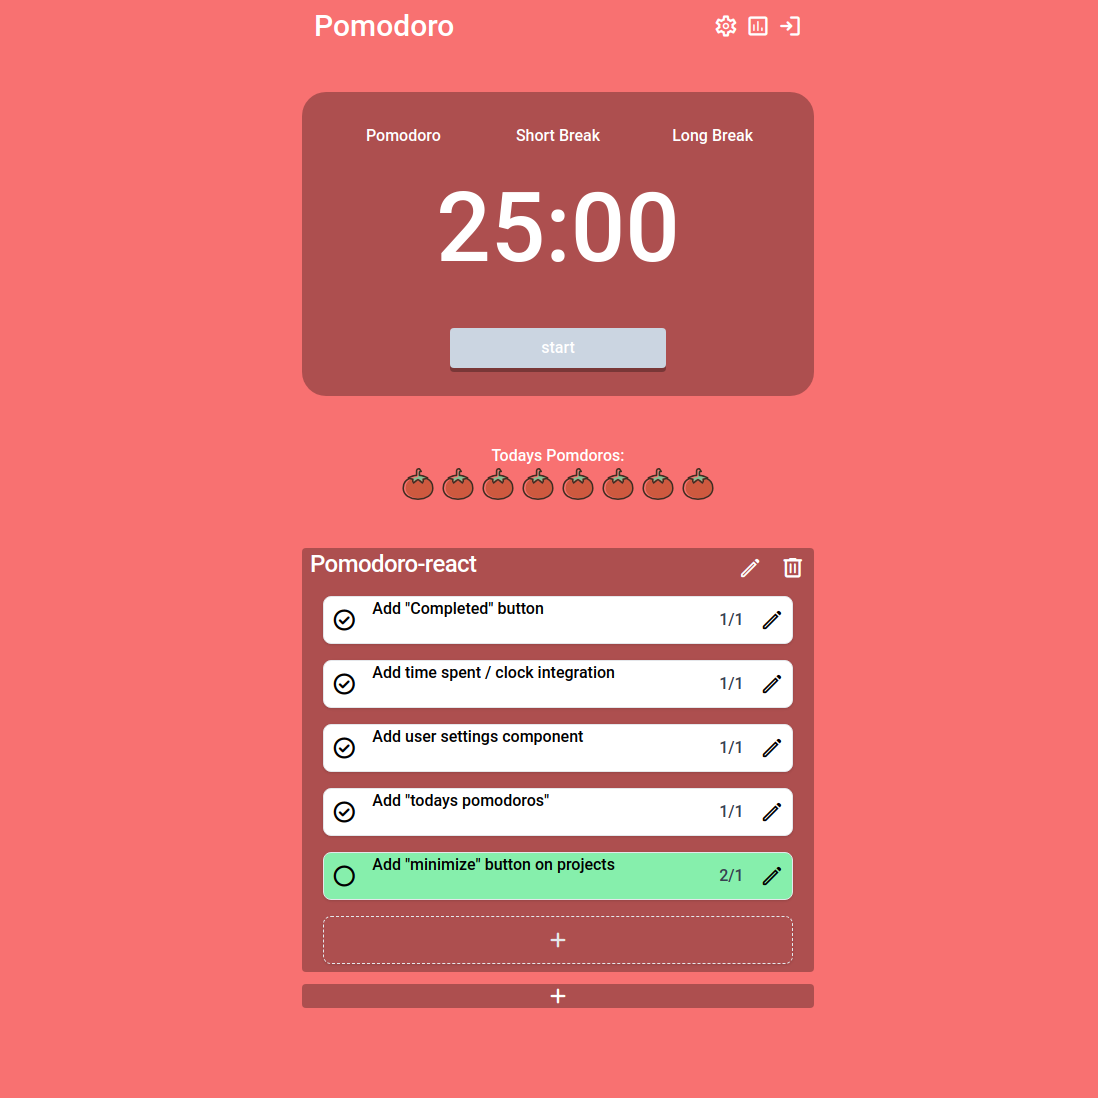 Pomodoro
Pomodoro Short Break Long Break
25:00
start
Todays Pomdoros:
Pomodoro-react
Add "Completed" button 1/1
Add time spent / clock integration 1/1
Add user settings component 1/1
Add "todays pomodoros" 1/1
Add "minimize" button on projects 2/1
+
+